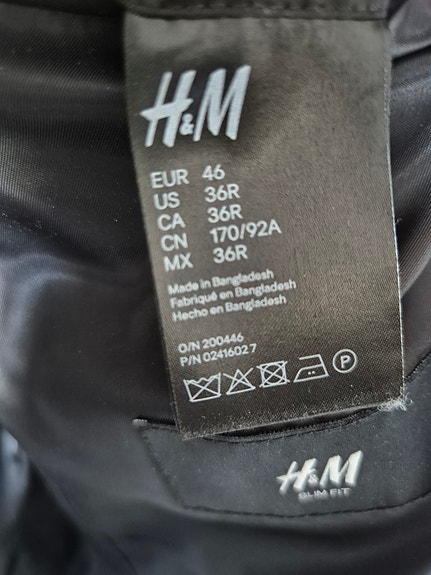 H&M
EUR 46
US 36R
CA 36R
CN 170/92A
MX 36R
Made in Bangladesh
Fabriqué en Bangladesh
Hecho en Bangladesh
O/N 200446
P/N 02416027
P
H&M
SLIM FIT